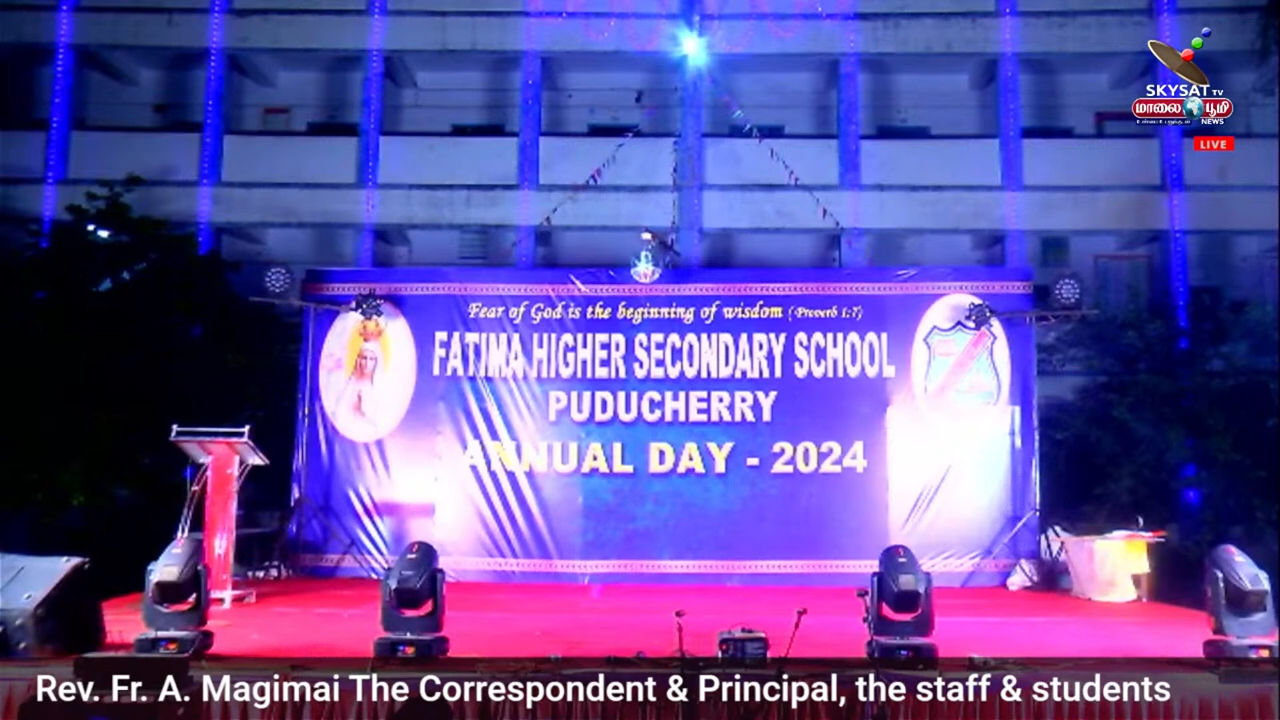 SKYSAT TV
மாலை பூமி
NEWS
LIVE
Fear of God is the beginning of wisdom (Proverb 1:7)
FATIMA HIGHER SECONDARY SCHOOL
PUDUCHERRY
ANNUAL DAY - 2024
Rev. Fr. A. Magimai The Correspondent & Principal, the staff & students